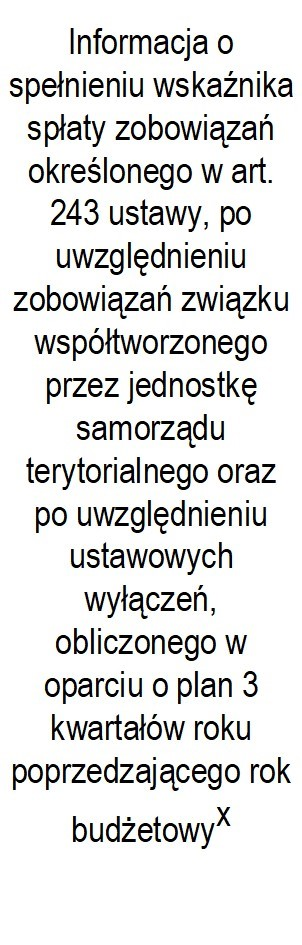 Informacja o
spełnieniu wskaźnika
spłaty zobowiązań
określonego w art.
243 ustawy, po
uwzględnieniu
zobowiązań związku
współtworzonego
przez jednostkę
samorządu
terytorialnego oraz
po uwzględnieniu
ustawowych
wyłączeń,
obliczonego w
oparciu o plan 3
kwartałów roku
poprzedzającego rok
budżetowyx